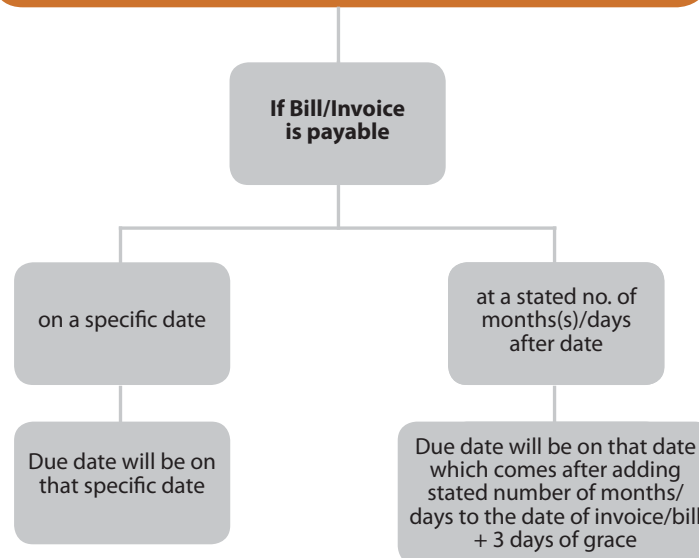 If Bill/Invoice
is payable
on a specific date
at a stated no. of
months(s)/days
after date
Due date will be on
that specific date
Due date will be on that date
which comes after adding
stated number of months/
days to the date of invoice/bill
+ 3 days of grace